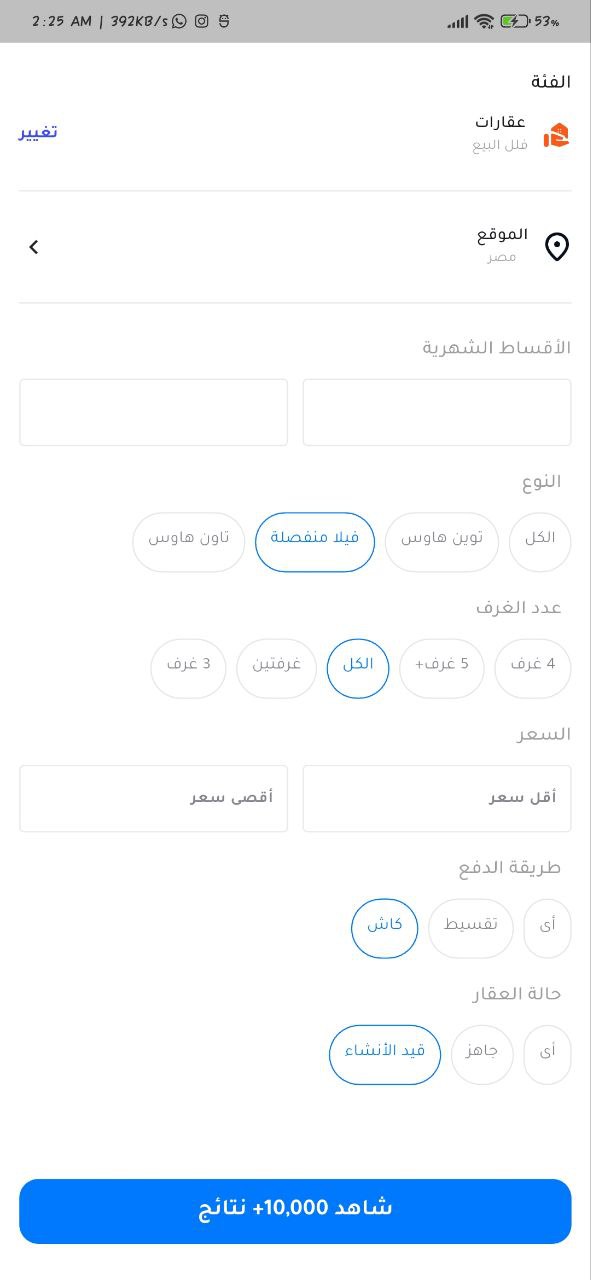 2:25 AM | 392KB/s 53%
الفئة
عقارات
فلل البيع
تغيير
الموقع
مصر
الأقساط الشهرية
النوع
الكل توين هاوس فيلا منفصلة تاون هاوس
عدد الغرف
4 غرف 5 غرف+ الكل غرفتين 3 غرف
السعر
أقل سعر أقصى سعر
طريقة الدفع
أى تقسيط كاش
حالة العقار
أى جاهز قيد الأنشاء
شاهد 10,000+ نتائج